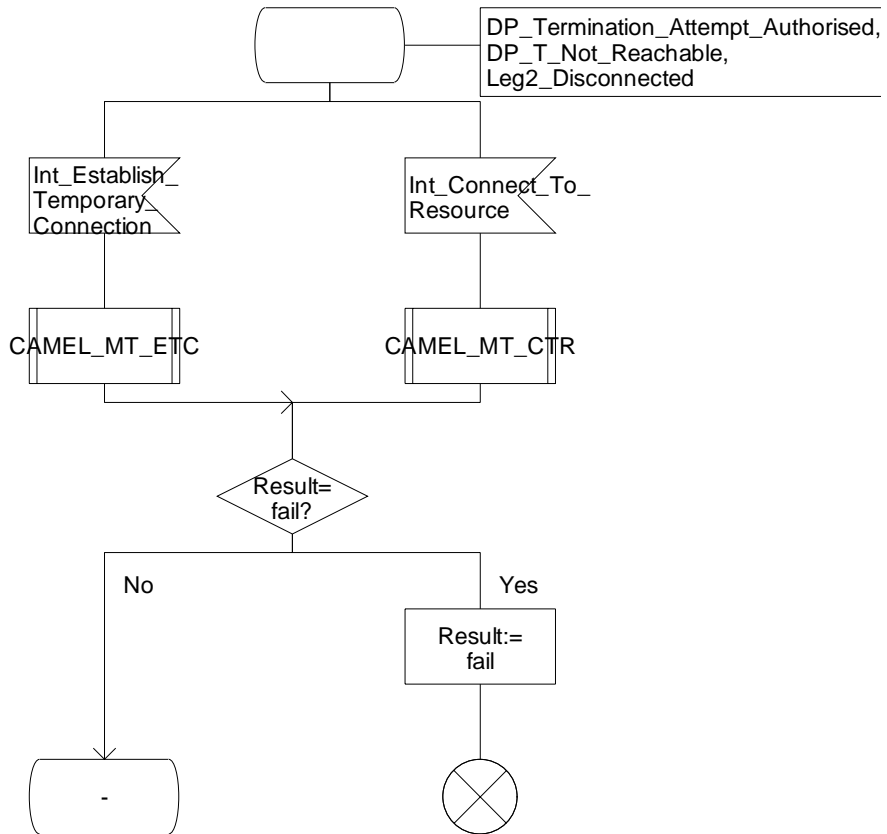 DP_Termination_Attempt_Authorised,
DP_T_Not_Reachable,
Leg2_Disconnected
Int_Establish_
Temporary_
Connection
Int_Connect_To_
Resource
CAMEL_MT_ETC
CAMEL_MT_CTR
Result=
fail?
No
Yes
Result:=
fail
-